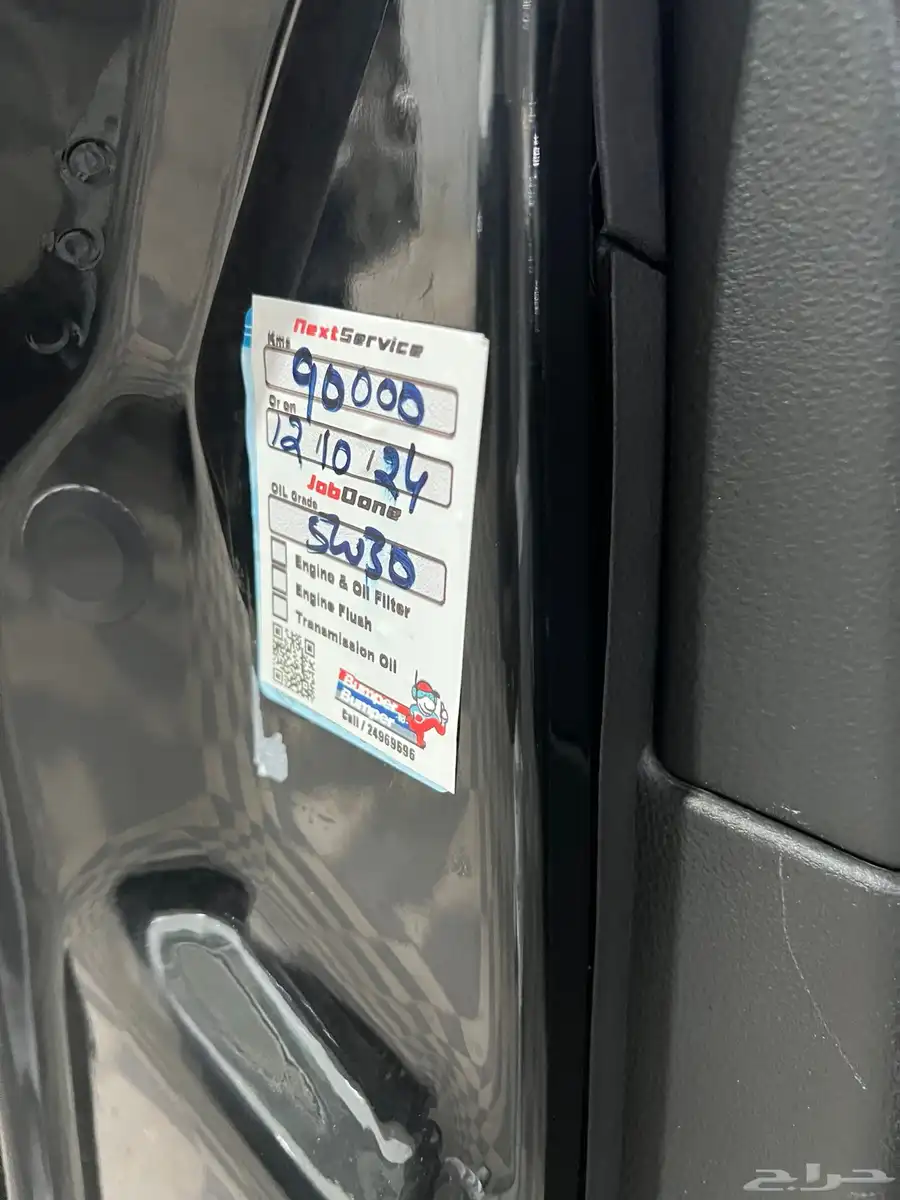 NextService
Kms
90000
Or on
12/10/24
JobDone
OIL Grade
5W30
Engine & Oil Filter
Engine Flush
Transmission Oil
Bumper to
Bumper
Call / 24969696
حراج